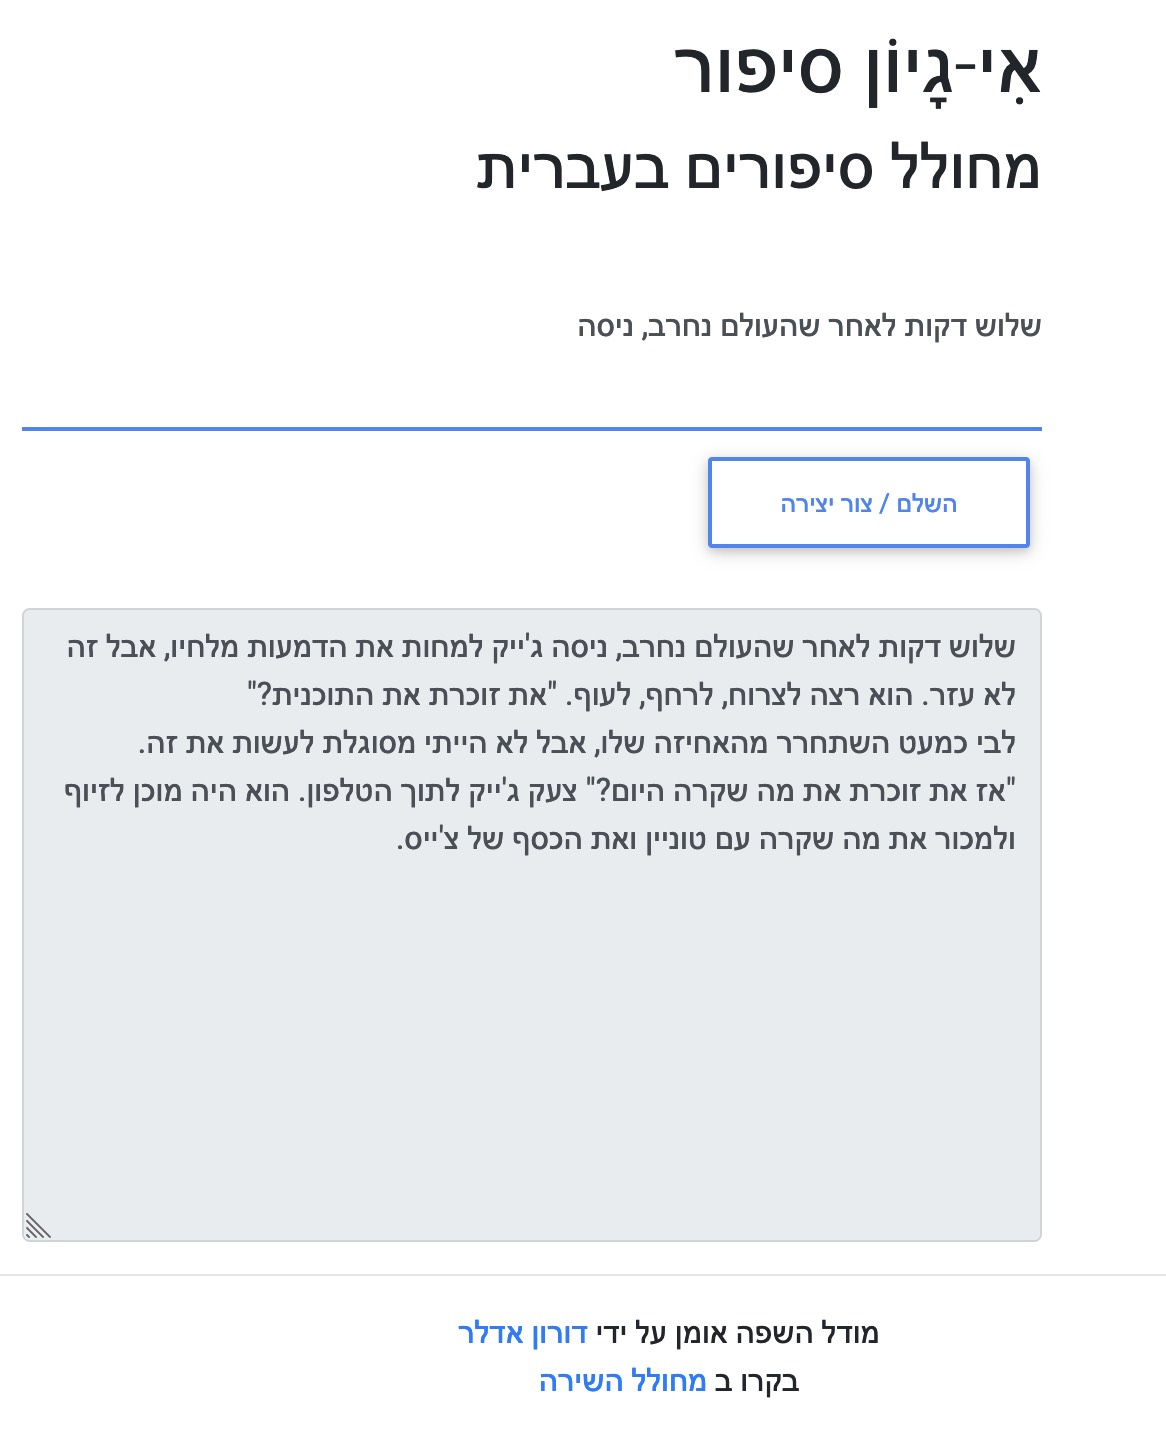 אִי-גָיוֹן סיפור
מחולל סיפורים בעברית
שלוש דקות לאחר שהעולם נחרב, ניסה
השלם / צור יצירה
שלוש דקות לאחר שהעולם נחרב, ניסה ג'ייק למחות את הדמעות מלחיו, אבל זה
לא עזר. הוא רצה לצרוח, לרחף, לעוף. "את זוכרת את התוכנית?"
לבי כמעט השתחרר מהאחיזה שלו, אבל לא הייתי מסוגלת לעשות את זה.
"אז את זוכרת את מה שקרה היום?" צעק ג'ייק לתוך הטלפון. הוא היה מוכן לזיוף
ולמכור את מה שקרה עם טוניין ואת הכסף של צ'ייס.
מודל השפה אומן על ידי דורון אדלר
בקרו ב מחולל השירה